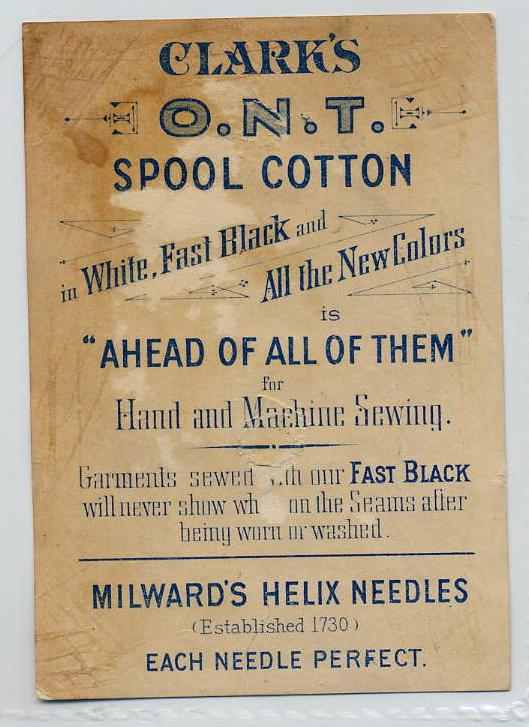 CLARK'S
O.N.T.
SPOOL COTTON
in White, Fast Black and
All the New Colors
is
"AHEAD OF ALL OF THEM"
for
Hand and Machine Sewing.
Garments sewed our FAST BLACK
will never show on the Seams after
being worn or washed.
MILWARD'S HELIX NEEDLES
(Established 1730)
EACH NEEDLE PERFECT.